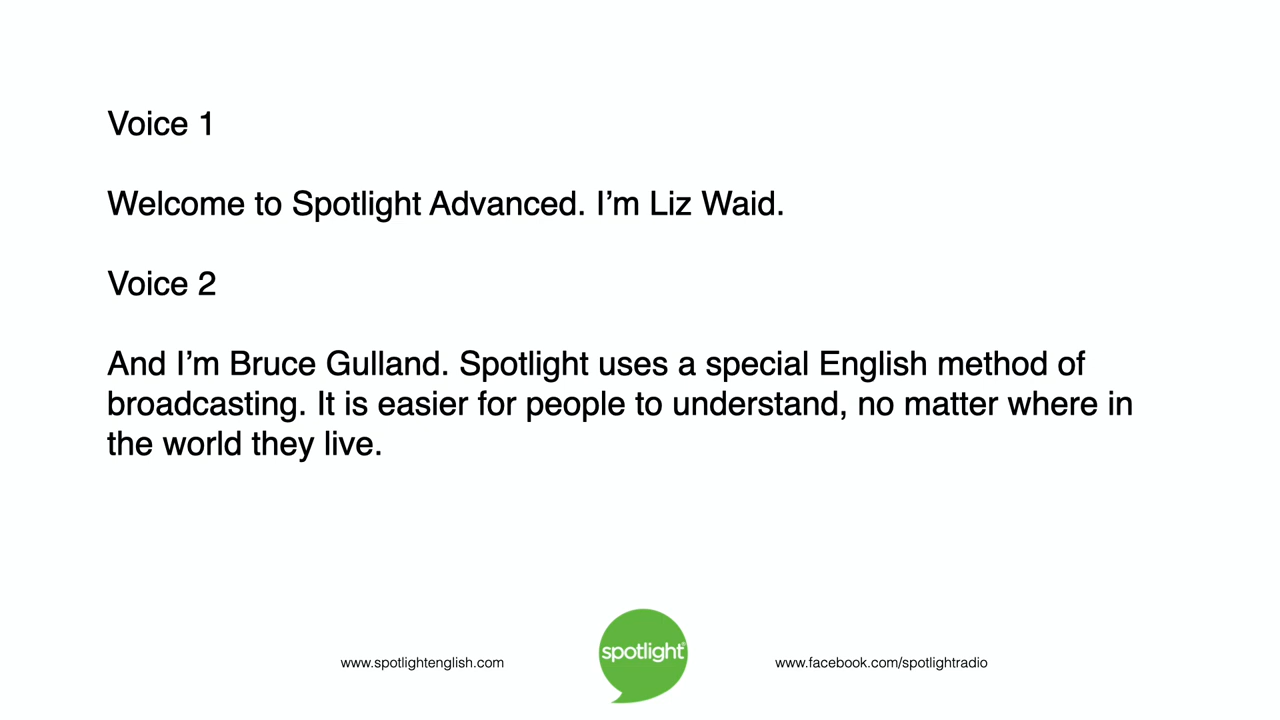 Voice 1
Welcome to Spotlight Advanced. I’m Liz Waid.
Voice 2
And I’m Bruce Gulland. Spotlight uses a special English method of
broadcasting. It is easier for people to understand, no matter where in
the world they live.
www.spotlightenglish.com
spotlight®
www.facebook.com/spotlightradio